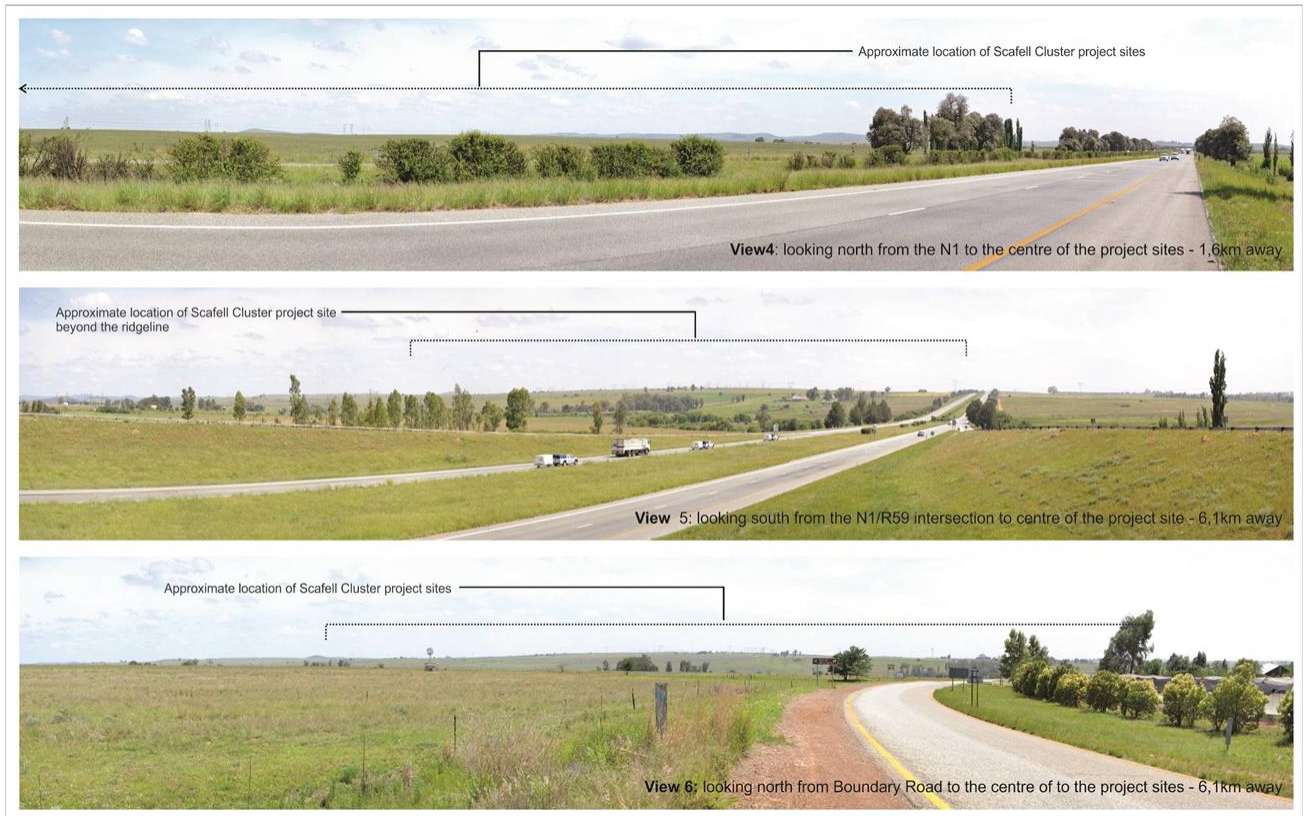 Approximate location of Scafell Cluster project sites
View4: looking north from the N1 to the centre of the project sites - 1,6km away
Approximate location of Scafell Cluster project site
beyond the ridgeline
View 5: looking south from the N1/R59 intersection to centre of the project site - 6,1km away
Approximate location of Scafell Cluster project sites
View 6: looking north from Boundary Road to the centre of to the project sites - 6,1km away